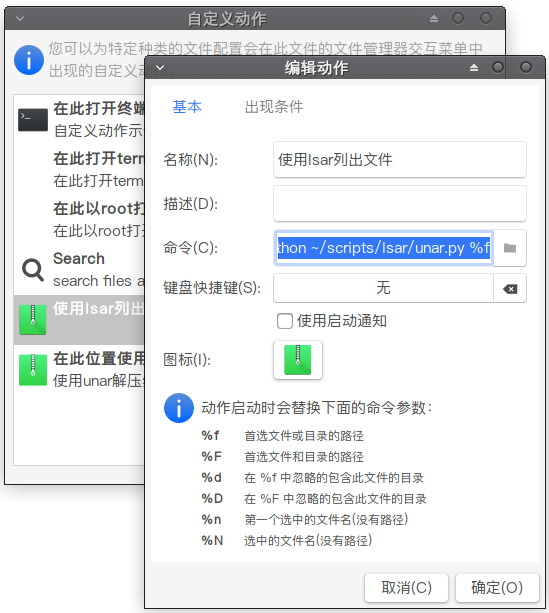 自定义动作
您可以为特定种类的文件配置会在此文件的文件管理器交互菜单中
出现的自定义动作。
在此打开终端
自定义动作示
在此打开term
在此打开term
在此以root打
在此以root打
Search
search files a
使用lsar列出
在此位置使用
使用unar解压
编辑动作
基本
出现条件
名称(N):
使用lsar列出文件
描述(D):
命令(C):
thon ~/scripts/lsar/unar.py %f
键盘快捷键(S):
无
使用启动通知
图标(I):
动作启动时会替换下面的命令参数：
%f 首选文件或目录的路径
%F 首选文件和目录的路径
%d 在 %f 中忽略的包含此文件的目录
%D 在 %F 中忽略的包含此文件的目录
%n 第一个选中的文件名(没有路径)
%N 选中的文件名(没有路径)
取消(C)
确定(O)